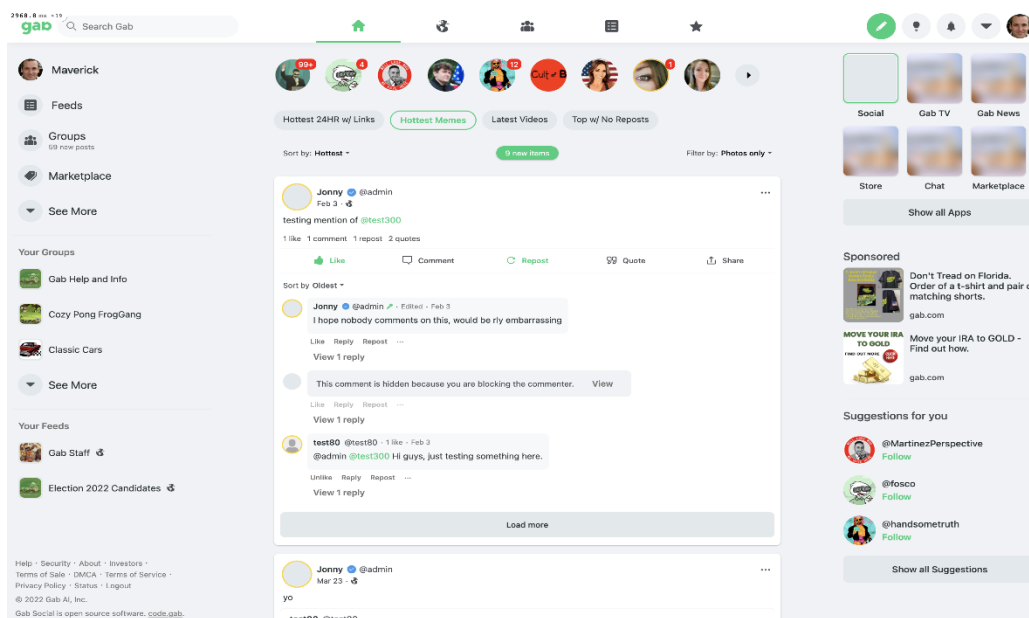 2968.8 ms +19
gab
Search Gab
Maverick
Feeds
Groups
59 new posts
Marketplace
See More
Your Groups
Gab Help and Info
Cozy Pong FrogGang
Classic Cars
See More
Your Feeds
Gab Staff
Election 2022 Candidates
Help · Security · About · Investors ·
Terms of Sale · DMCA · Terms of Service ·
Privacy Policy · Status · Logout
© 2022 Gab AI, Inc.
Gab Social is open source software. code.gab.
99+
4
12
Cult of B
1
Hottest 24HR w/ Links
Hottest Memes
Latest Videos
Top w/ No Reposts
Sort by: Hottest
9 new items
Filter by: Photos only
Jonny @admin
Feb 3 ·
testing mention of @test300
1 like 1 comment 1 repost 2 quotes
Like Comment Repost Quote Share
Sort by Oldest
Jonny @admin · Edited · Feb 3
I hope nobody comments on this, would be rly embarrassing
Like Reply Repost ···
View 1 reply
This comment is hidden because you are blocking the commenter. View
Like Reply Repost ···
View 1 reply
test80 @test80 · 1 like · Feb 3
@admin @test300 Hi guys, just testing something here.
Unlike Reply Repost ···
View 1 reply
Load more
Jonny @admin
Mar 23 ·
yo
test80 @test80
Social
Gab TV
Gab News
Store
Chat
Marketplace
Show all Apps
Sponsored
Don't Tread on Florida.
Order of a t-shirt and pair o
matching shorts.
gab.com
MOVE YOUR IRA
TO GOLD
FIND OUT MORE
Move your IRA to GOLD -
Find out how.
gab.com
Suggestions for you
@MartinezPerspective
Follow
@fosco
Follow
@handsometruth
Follow
Show all Suggestions